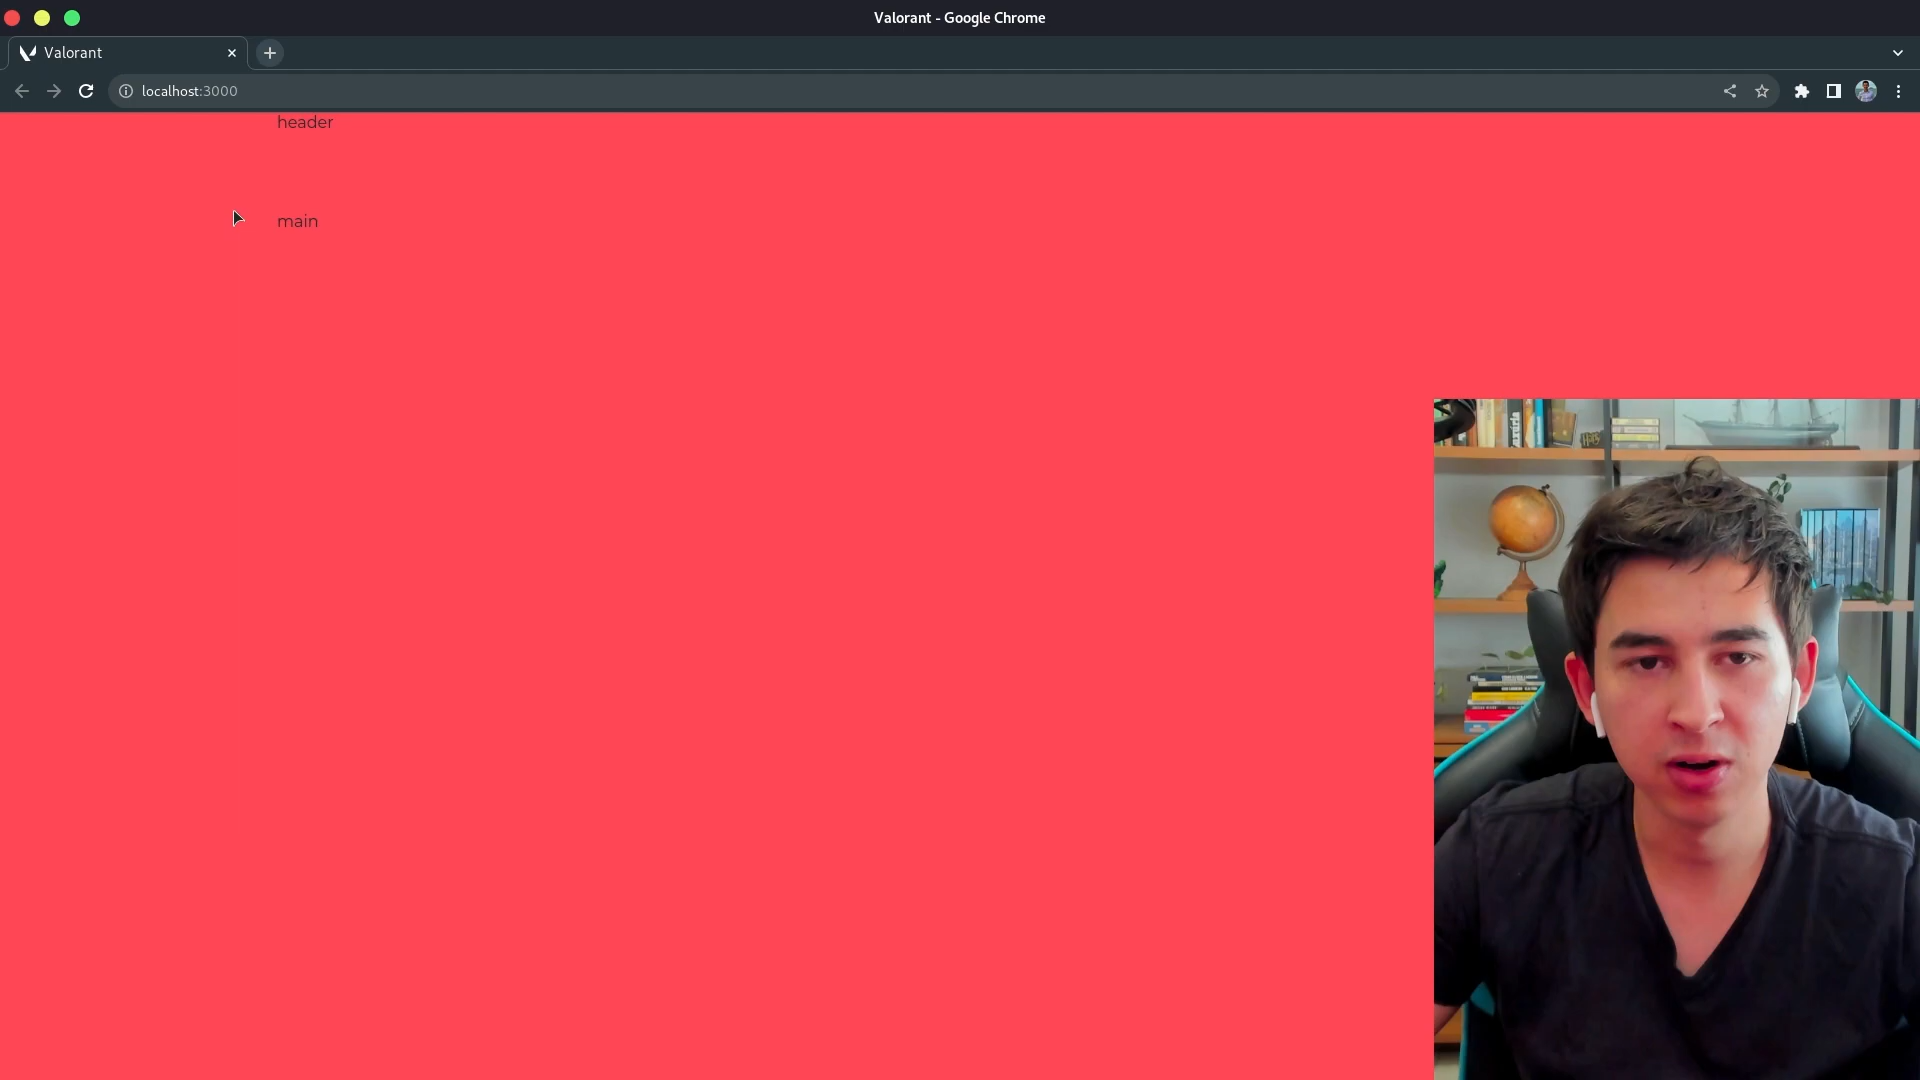 Valorant - Google Chrome
Valorant
localhost:3000
header
main